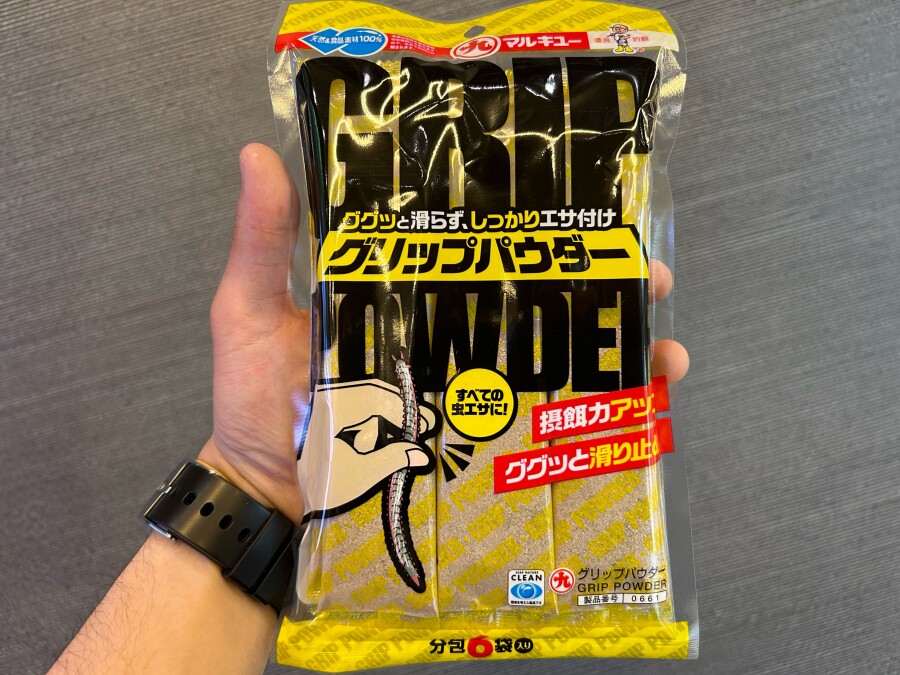 天然&食品素材100%
マルキュー
GRIP
ググッと滑らず、しっかりエサ付け
グリップパウダー
POWDER
すべての
虫エサに!
摂餌力アップ
ググッと滑り止め
KEEP NATURE
CLEAN
グリップパウダー
GRIP POWDER
製品番号 0661
分包6袋入り